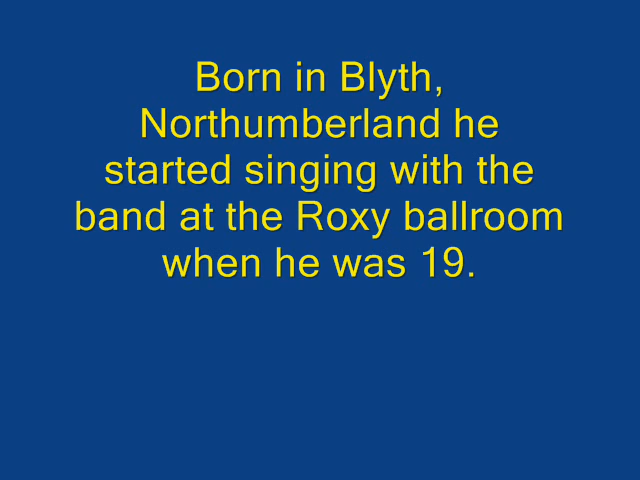 Born in Blyth,
Northumberland he
started singing with the
band at the Roxy ballroom
when he was 19.